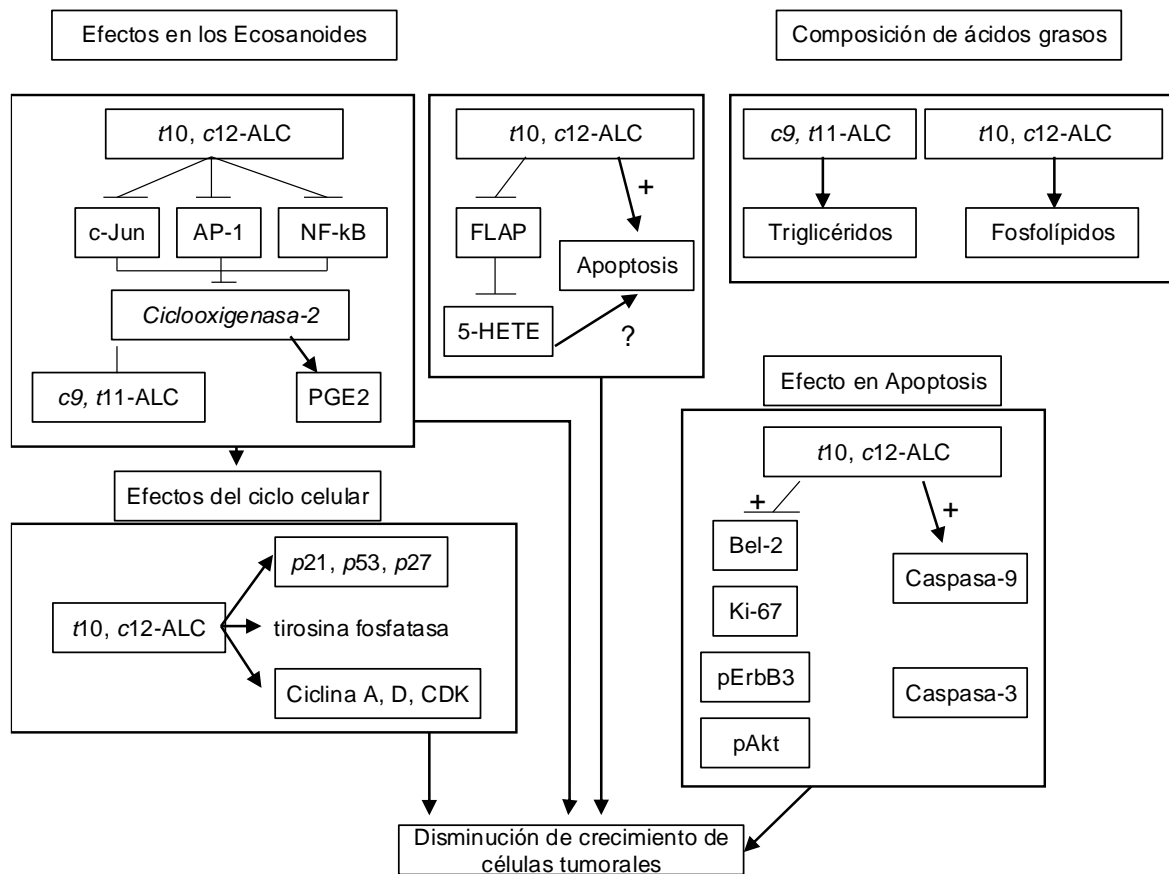 Efectos en los Ecosanoides
Composición de ácidos grasos
t10, c12-ALC
c-Jun
AP-1
NF-kB
Ciclooxigenasa-2
c9, t11-ALC
PGE2
t10, c12-ALC
+
FLAP
Apoptosis
5-HETE
?
c9, t11-ALC
t10, c12-ALC
Triglicéridos
Fosfolípidos
Efectos del ciclo celular
p21, p53, p27
t10, c12-ALC
tirosina fosfatasa
Ciclina A, D, CDK
Efecto en Apoptosis
t10, c12-ALC
+
+
Bel-2
Caspasa-9
Ki-67
pErbB3
Caspasa-3
pAkt
Disminución de crecimiento de
células tumorales